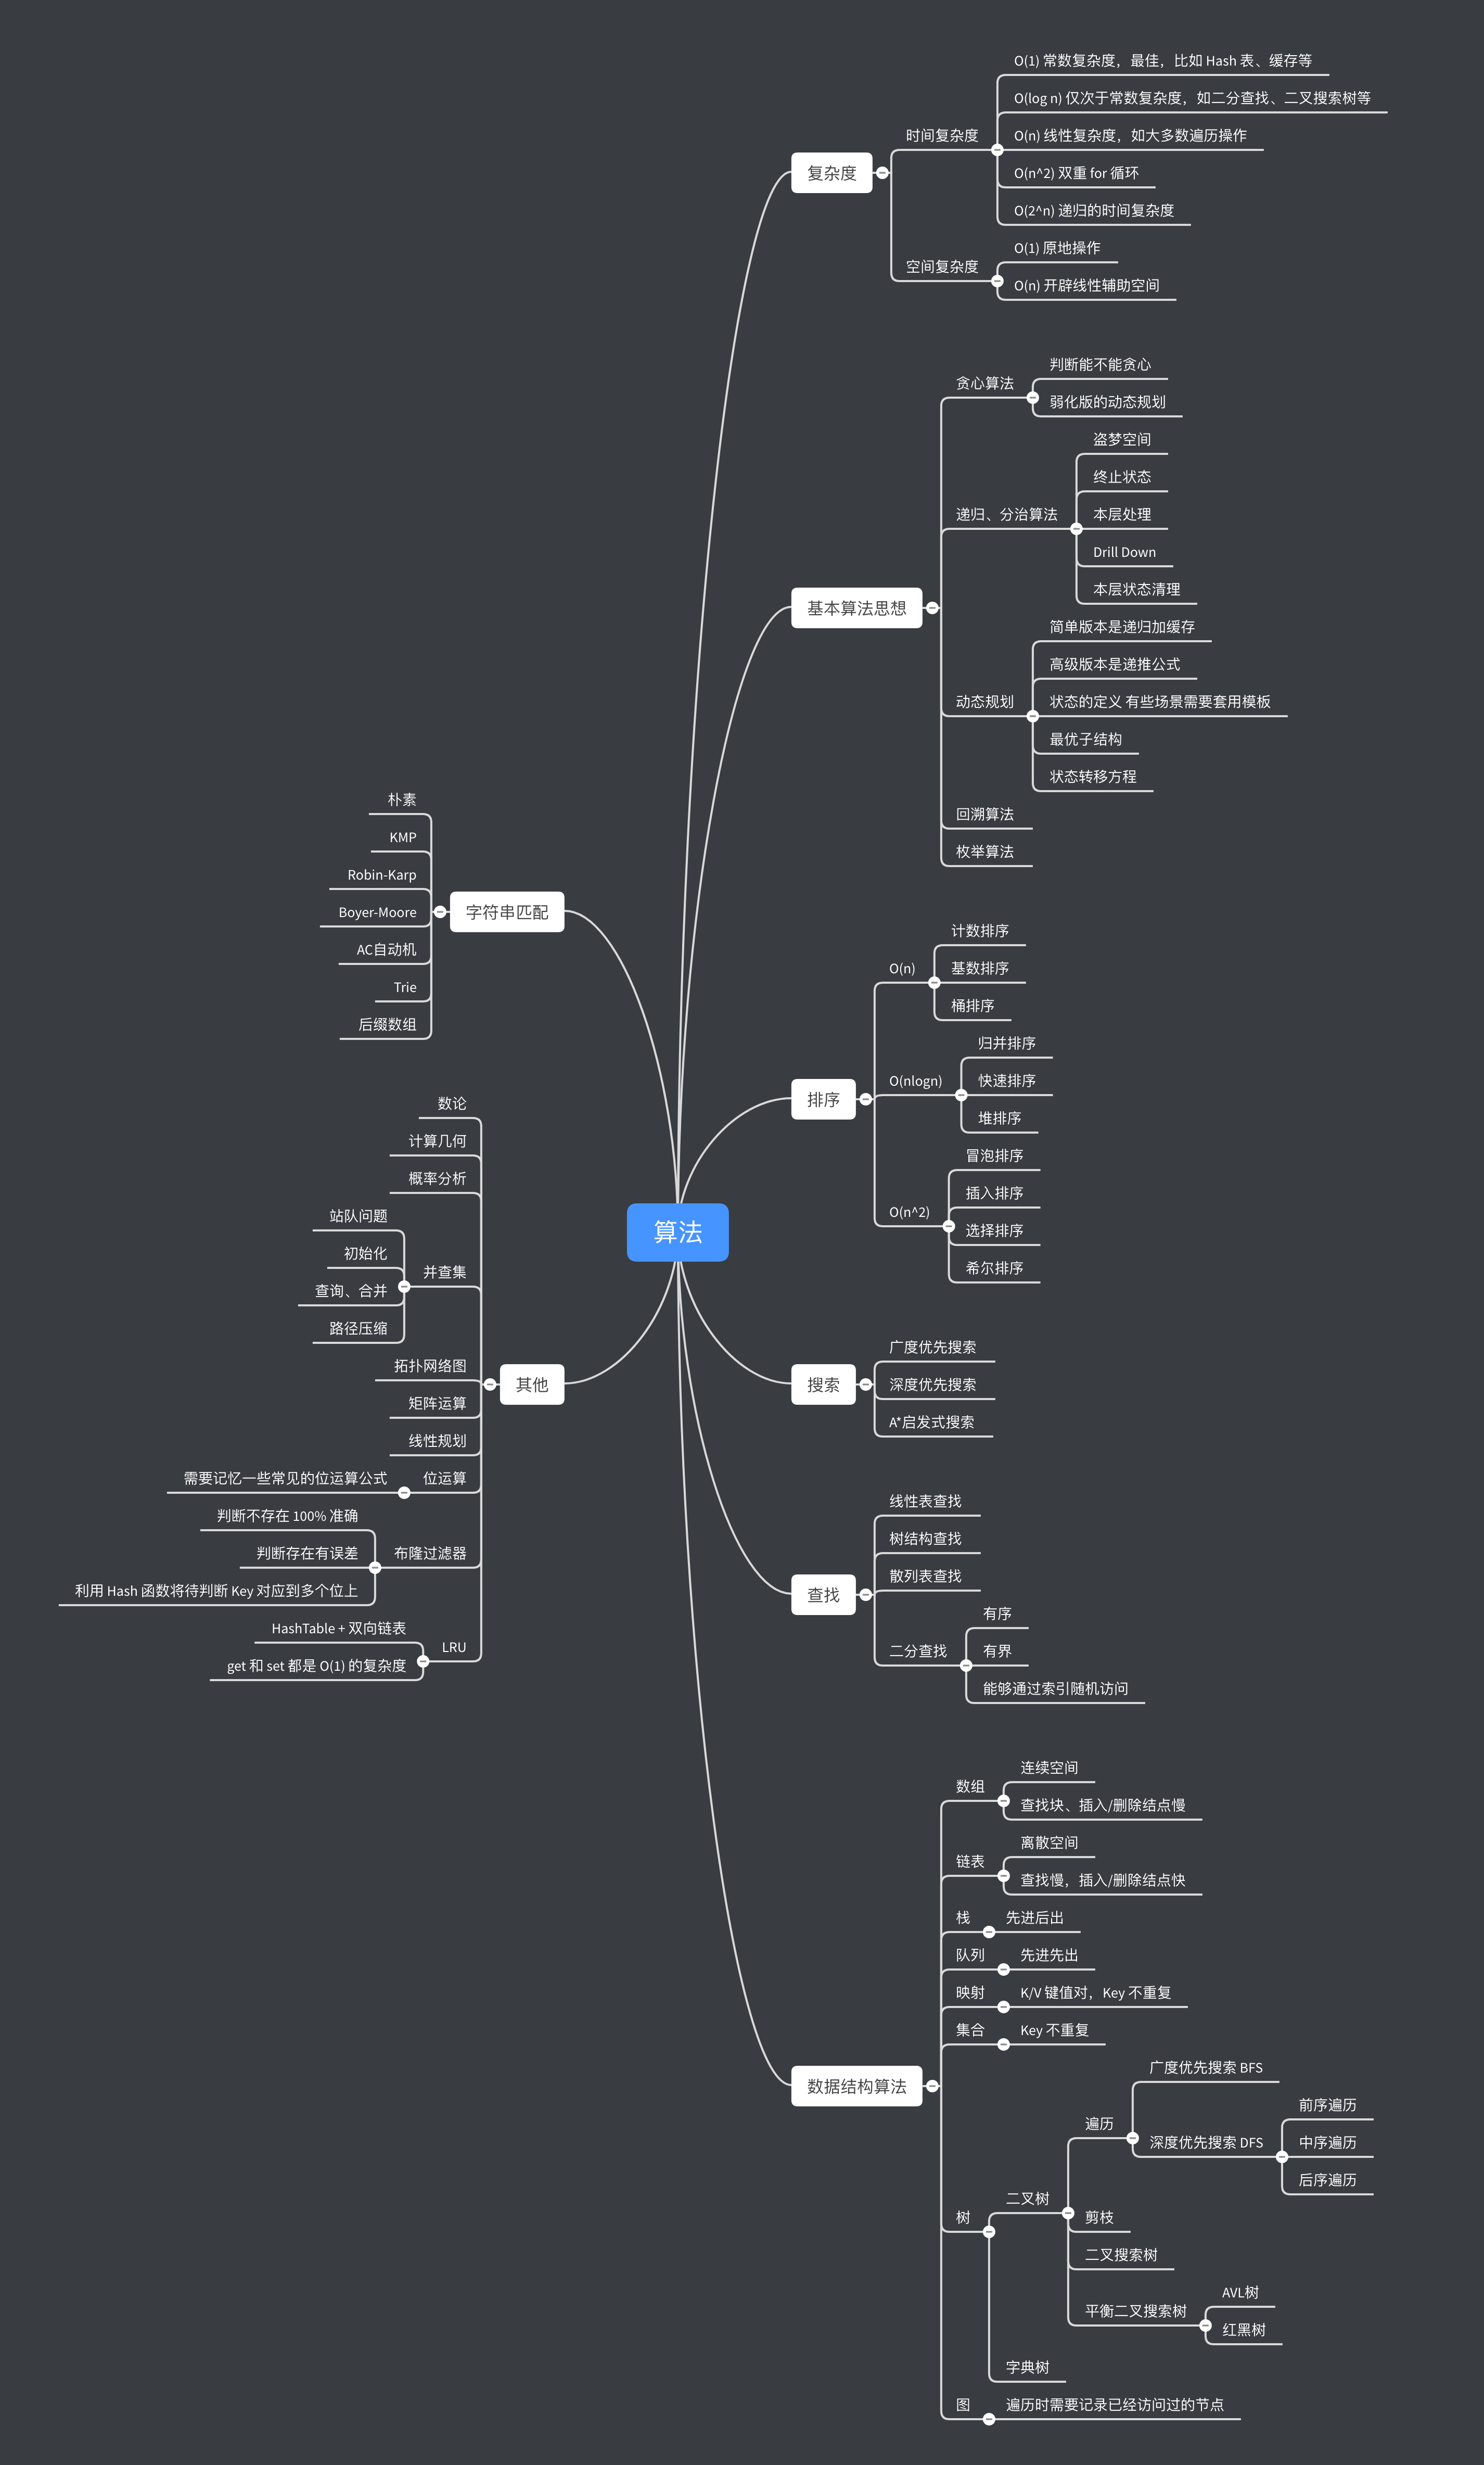 算法
复杂度
时间复杂度
O(1) 常数复杂度，最佳，比如 Hash 表、缓存等
O(log n) 仅次于常数复杂度，如二分查找、二叉搜索树等
O(n) 线性复杂度，如大多数遍历操作
O(n^2) 双重 for 循环
O(2^n) 递归的时间复杂度
空间复杂度
O(1) 原地操作
O(n) 开辟线性辅助空间
基本算法思想
贪心算法
判断能不能贪心
弱化版的动态规划
递归、分治算法
盗梦空间
终止状态
本层处理
Drill Down
本层状态清理
动态规划
简单版本是递归加缓存
高级版本是递推公式
状态的定义 有些场景需要套用模板
最优子结构
状态转移方程
回溯算法
枚举算法
排序
O(n)
计数排序
基数排序
桶排序
O(nlogn)
归并排序
快速排序
堆排序
O(n^2)
冒泡排序
插入排序
选择排序
希尔排序
搜索
广度优先搜索
深度优先搜索
A*启发式搜索
查找
线性表查找
树结构查找
散列表查找
二分查找
有序
有界
能够通过索引随机访问
数据结构算法
数组
连续空间
查找块、插入/删除结点慢
链表
离散空间
查找慢，插入/删除结点快
栈
先进后出
队列
先进先出
映射
K/V 键值对，Key 不重复
集合
Key 不重复
树
二叉树
遍历
广度优先搜索 BFS
深度优先搜索 DFS
前序遍历
中序遍历
后序遍历
剪枝
二叉搜索树
平衡二叉搜索树
AVL树
红黑树
字典树
图
遍历时需要记录已经访问过的节点
字符串匹配
朴素
KMP
Robin-Karp
Boyer-Moore
AC自动机
Trie
后缀数组
其他
数论
计算几何
概率分析
并查集
站队问题
初始化
查询、合并
路径压缩
拓扑网络图
矩阵运算
线性规划
位运算
需要记忆一些常见的位运算公式
布隆过滤器
判断不存在 100% 准确
判断存在有误差
利用 Hash 函数将待判断 Key 对应到多个位上
LRU
HashTable + 双向链表
get 和 set 都是 O(1) 的复杂度